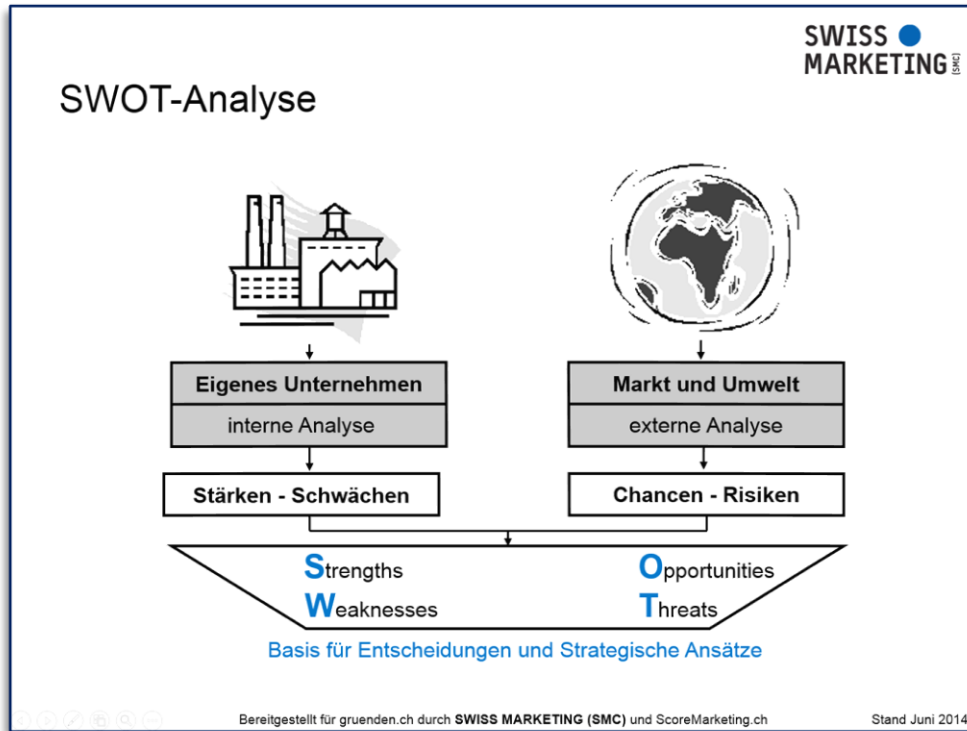 SWISS
MARKETING (SMC)
SWOT-Analyse
Eigenes Unternehmen
interne Analyse
Markt und Umwelt
externe Analyse
Stärken - Schwächen
Chancen - Risiken
Strengths
Weaknesses
Opportunities
Threats
Basis für Entscheidungen und Strategische Ansätze
Bereitgestellt für gruenden.ch durch SWISS MARKETING (SMC) und ScoreMarketing.ch
Stand Juni 2014